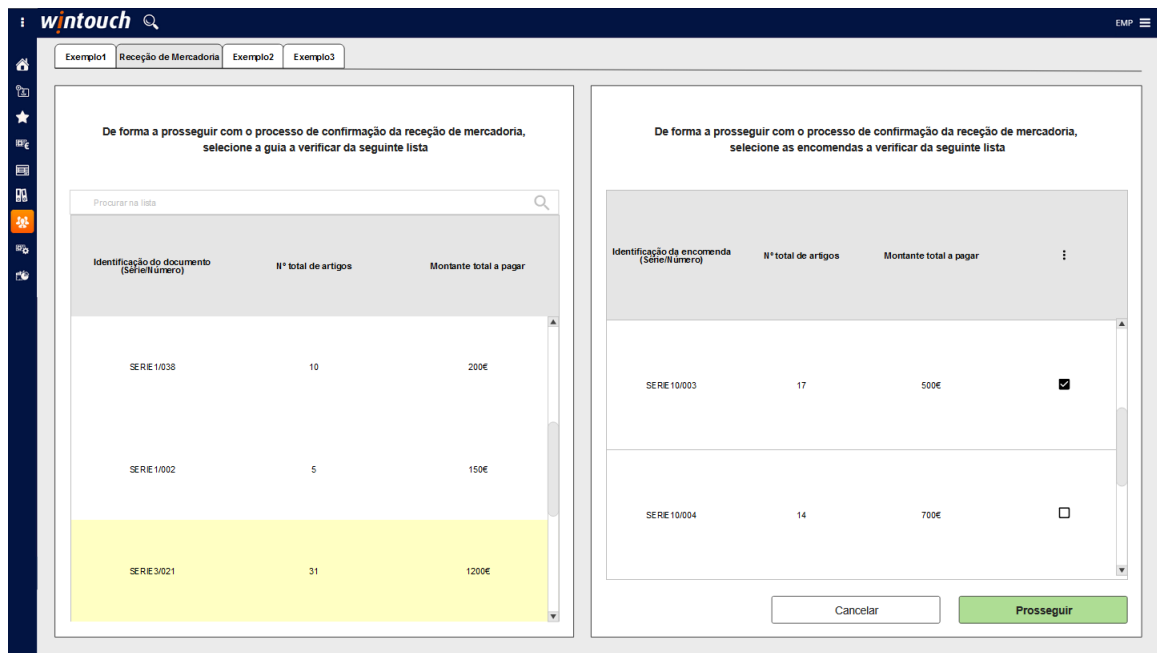 wintouch
EMP
Exemplo1 Receção de Mercadoria Exemplo2 Exemplo3
De forma a prosseguir com o processo de confirmação da receção de mercadoria,
selecione a guia a verificar da seguinte lista
Procurar na lista
Identificação do documento
(Série/Número)
Nº total de artigos
Montante total a pagar
SERIE1/038 10 200€
SERIE1/002 5 150€
SERIE3/021 31 1200€
De forma a prosseguir com o processo de confirmação da receção de mercadoria,
selecione as encomendas a verificar da seguinte lista
Identificação da encomenda
(Série/Número)
Nº total de artigos
Montante total a pagar
SERIE10/003 17 500€
SERIE10/004 14 700€
Cancelar
Prosseguir